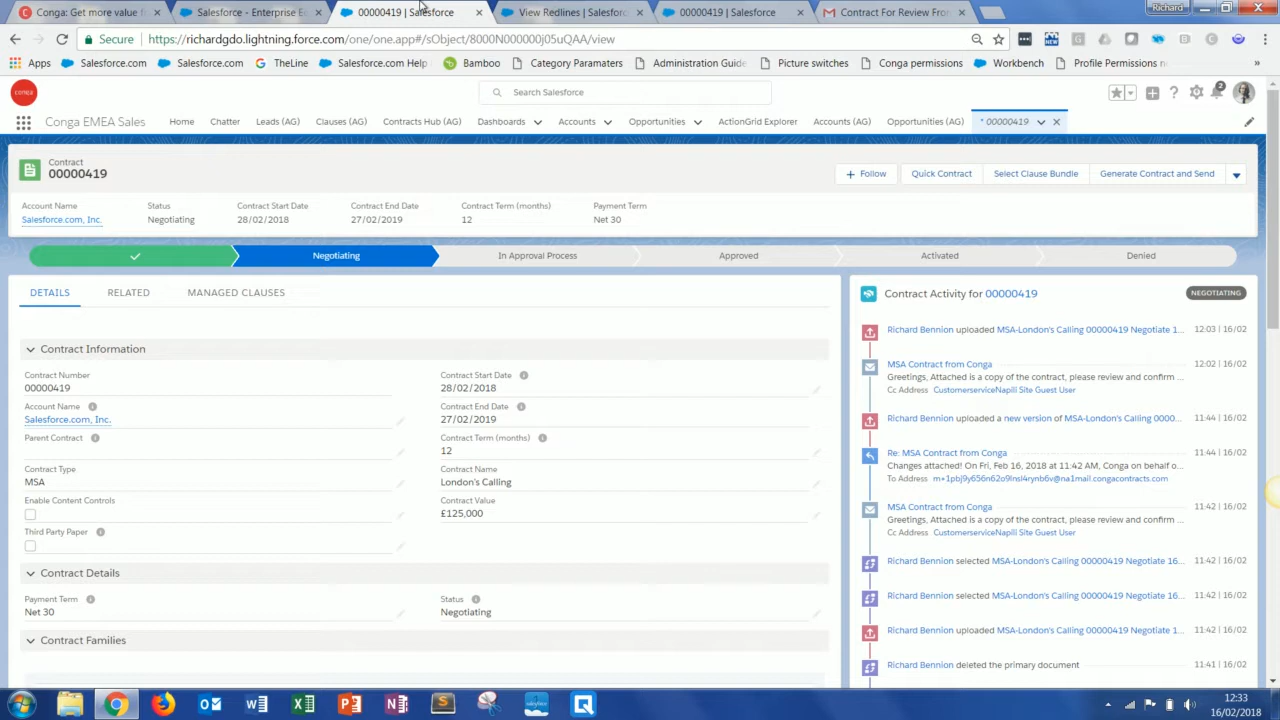 Conga: Get more value f
Salesforce - Enterprise E
00000419 | Salesforce
View Redlines | Salesforc
00000419 | Salesforce
Contract For Review Fro
Richard
Secure
https://richardgdo.lightning.force.com/one/one.app#/sObject/8000N000000j05uQAA/view
Apps
Salesforce.com
Salesforce.com
TheLine
Salesforce.com Help
Bamboo
Category Paramaters
Administration Guide
Picture switches
Conga permissions
Workbench
Profile Permissions n
»
conga
Search Salesforce
2
Conga EMEA Sales
Home
Chatter
Leads (AG)
Clauses (AG)
Contracts Hub (AG)
Dashboards
Accounts
Opportunities
ActionGrid Explorer
Accounts (AG)
Opportunities (AG)
* 00000419
Contract
00000419
+ Follow
Quick Contract
Select Clause Bundle
Generate Contract and Send
Account Name
Status
Contract Start Date
Contract End Date
Contract Term (months)
Payment Term
Salesforce.com, Inc.
Negotiating
28/02/2018
27/02/2019
12
Net 30
Negotiating
In Approval Process
Approved
Activated
Denied
DETAILS
RELATED
MANAGED CLAUSES
Contract Information
Contract Number
00000419
Contract Start Date
28/02/2018
Account Name
Salesforce.com, Inc.
Contract End Date
27/02/2019
Parent Contract
Contract Term (months)
12
Contract Type
MSA
Contract Name
London's Calling
Enable Content Controls
Contract Value
£125,000
Third Party Paper
Contract Details
Payment Term
Net 30
Status
Negotiating
Contract Families
Contract Activity for 00000419
NEGOTIATING
Richard Bennion uploaded MSA-London's Calling 00000419 Negotiate 1...
12:03 | 16/02
MSA Contract from Conga
12:02 | 16/02
Greetings, Attached is a copy of the contract, please review and confirm ...
Cc Address CustomerserviceNapili Site Guest User
Richard Bennion uploaded a new version of MSA-London's Calling 0000...
11:44 | 16/02
Re: MSA Contract from Conga
11:44 | 16/02
Changes attached! On Fri, Feb 16, 2018 at 11:42 AM, Conga on behalf o...
To Address m+1pbj9y656n62o9lnsl4rynb6v@na1mail.congacontracts.com
MSA Contract from Conga
11:42 | 16/02
Greetings, Attached is a copy of the contract, please review and confirm ...
Cc Address CustomerserviceNapili Site Guest User
Richard Bennion selected MSA-London's Calling 00000419 Negotiate 16...
11:42 | 16/02
Richard Bennion selected MSA-London's Calling 00000419 Negotiate 16...
11:42 | 16/02
Richard Bennion uploaded MSA-London's Calling 00000419 Negotiate 1...
11:42 | 16/02
Richard Bennion deleted the primary document
11:41 | 16/02
12:33
16/02/2018